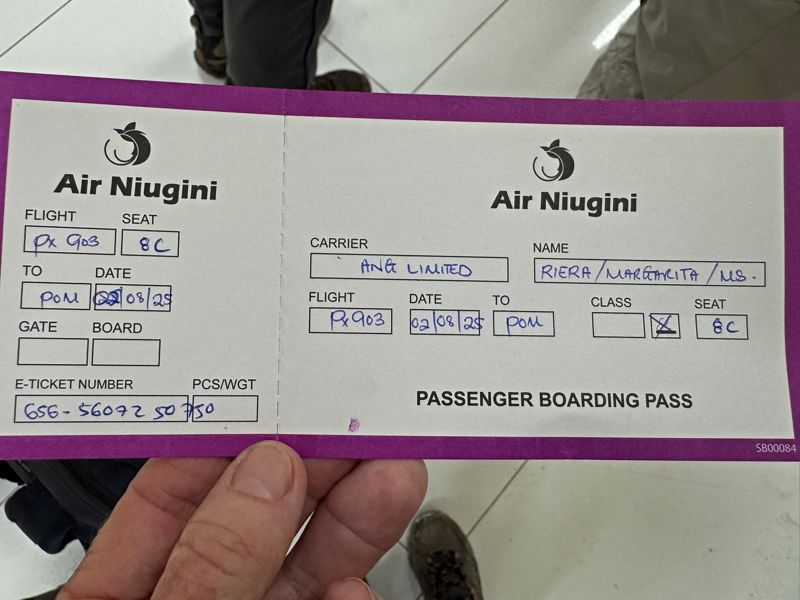 Air Niugini
FLIGHT SEAT
PX 903 8C
TO DATE
POM 02/08/25
GATE BOARD
E-TICKET NUMBER PCS/WGT
656-56072 50750
Air Niugini
CARRIER NAME
ANG LIMITED RIERA/MARGARITA/MS.
FLIGHT DATE TO CLASS SEAT
PX903 02/08/25 POM 8C
PASSENGER BOARDING PASS
SB00084